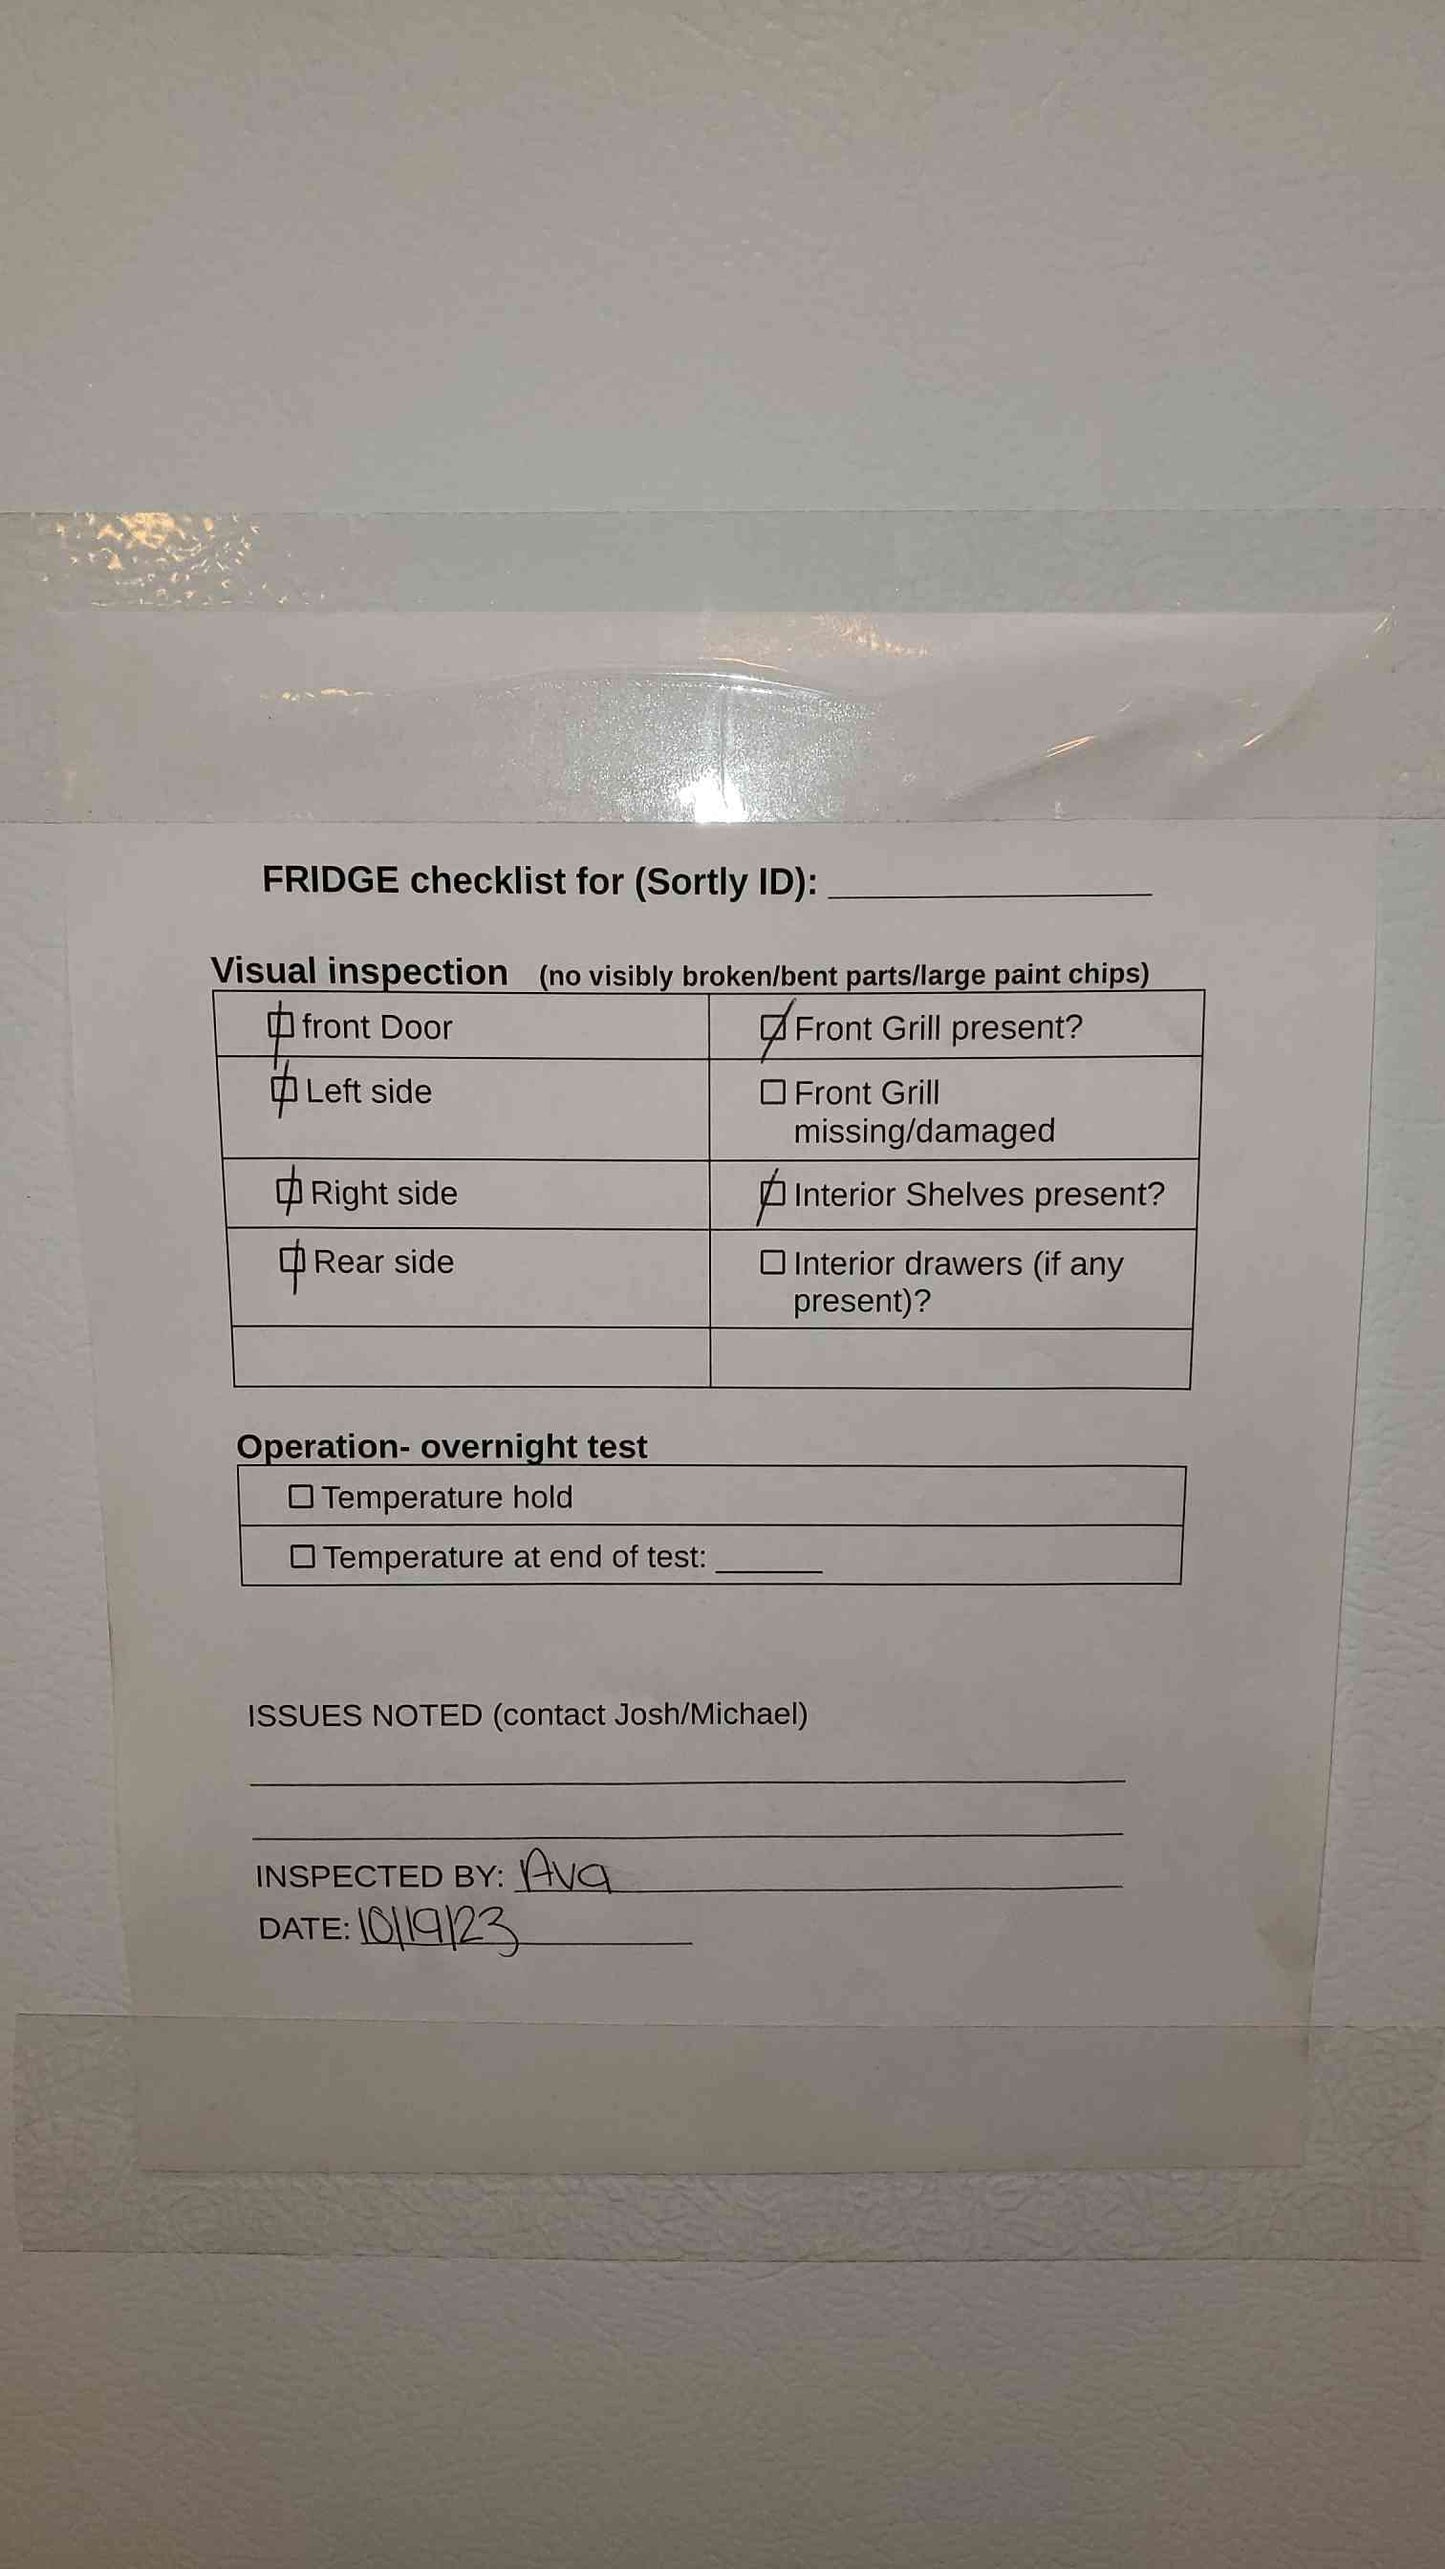 FRIDGE checklist for (Sortly ID): ____________
Visual inspection (no visibly broken/bent parts/large paint chips)
front Door
Front Grill present?
Left side
Front Grill
missing/damaged
Right side
Interior Shelves present?
Rear side
Interior drawers (if any
present)?
Operation- overnight test
Temperature hold
Temperature at end of test: ______
ISSUES NOTED (contact Josh/Michael)
INSPECTED BY: Ava
DATE: 10/19/23